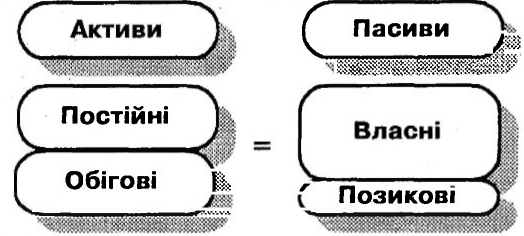 Активи
Пасиви
Постійні
Обігові
=
Власні
Позикові